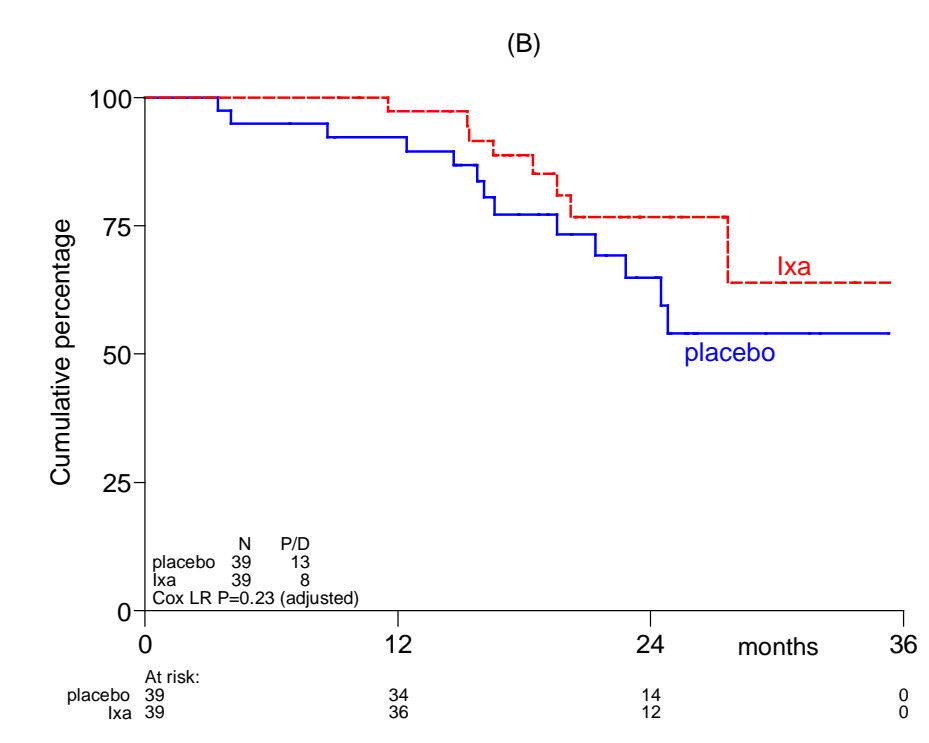 (B)
100
75
50
25
0
Cumulative percentage
Ixa
placebo
N P/D
placebo 39 13
Ixa 39 8
Cox LR P=0.23 (adjusted)
0 12 24 months 36
At risk:
placebo 39 34 14 0
Ixa 39 36 12 0